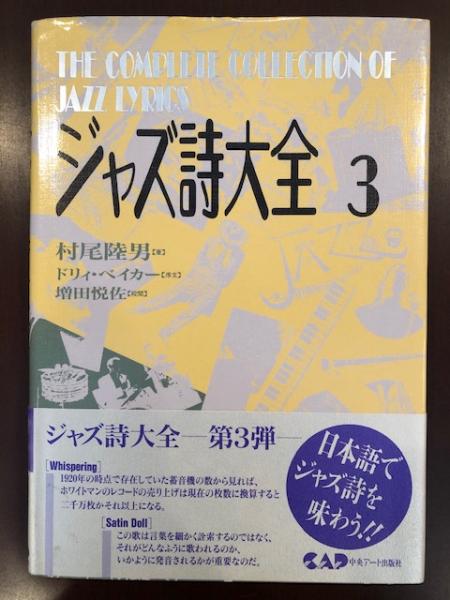 THE COMPLETE COLLECTION OF
JAZZ LYRICS
ジャズ詩大全 3
村尾陸男【著】
ドリィ・ベイカー【序文】
増田悦佐【校閲】
ジャズ詩大全―第3弾―
[Whispering]
1920年の時点で存在していた蓄音機の数から見れば、
ホワイトマンのレコードの売り上げは現在の枚数に換算すると
二千万枚かそれ以上になる。
[Satin Doll]
この歌は言葉を細かく詮索するのではなく、
それがどんなふうに歌われるのか、
いかように発音されるかが重要なのだ。
日本語で
ジャズ詩を
味わう!!
CAP 中央アート出版社